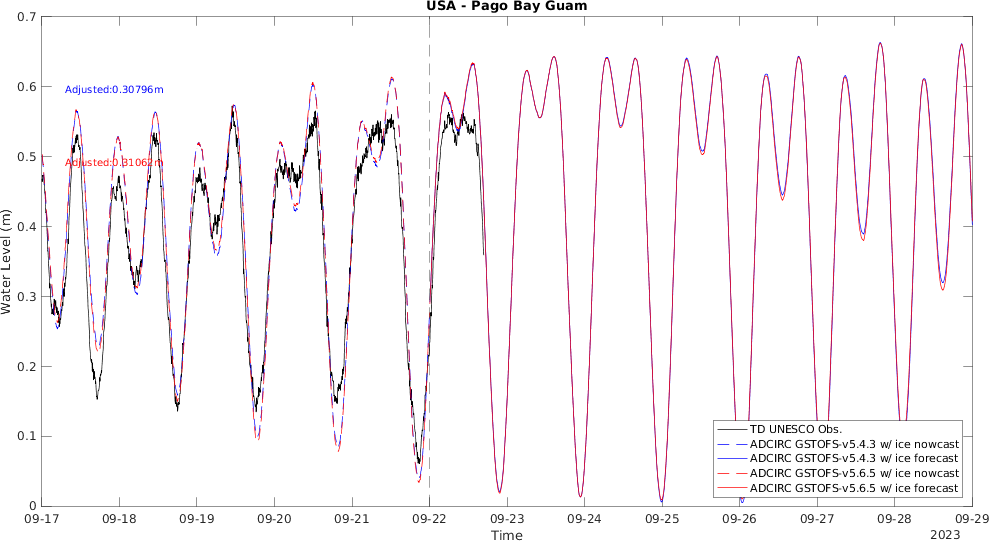 USA - Pago Bay Guam
0.7
0.6
0.5
0.4
0.3
0.2
0.1
0
Water Level (m)
Adjusted:0.30796m
Adjusted:0.31062m
TD UNESCO Obs.
ADCIRC GSTOFS-v5.4.3 w/ ice nowcast
ADCIRC GSTOFS-v5.4.3 w/ ice forecast
ADCIRC GSTOFS-v5.6.5 w/ ice nowcast
ADCIRC GSTOFS-v5.6.5 w/ ice forecast
09-17 09-18 09-19 09-20 09-21 09-22 09-23 09-24 09-25 09-26 09-27 09-28 09-29
Time
2023